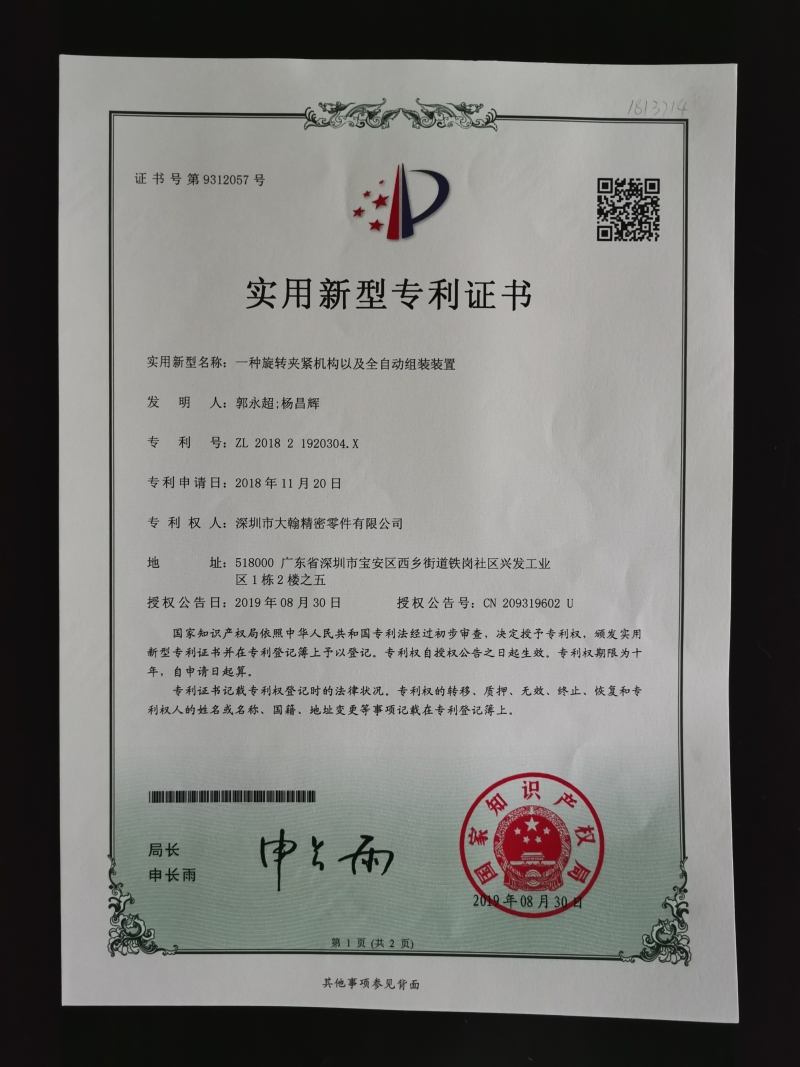 1813714
证书号第9312057号
实用新型专利证书
实用新型名称：一种旋转夹紧机构以及全自动组装装置
发明人：郭永超;杨昌辉
专利号：ZL 2018 2 1920304.X
专利申请日：2018年11月20日
专利权人：深圳市大翰精密零件有限公司
地址：518000 广东省深圳市宝安区西乡街道铁岗社区兴发工业
区1栋2楼之五
授权公告日：2019年08月30日 授权公告号：CN 209319602 U
国家知识产权局依照中华人民共和国专利法经过初步审查，决定授予专利权，颁发实用
新型专利证书并在专利登记簿上予以登记。专利权自授权公告之日起生效。专利权期限为十
年，自申请日起算。
专利证书记载专利权登记时的法律状况。专利权的转移、质押、无效、终止、恢复和专
利权人的姓名或名称、国籍、地址变更等事项记载在专利登记簿上。
局长
申长雨
申长雨
国家知识产权局
2019年08月30日
第1页(共2页)
其他事项参见背面